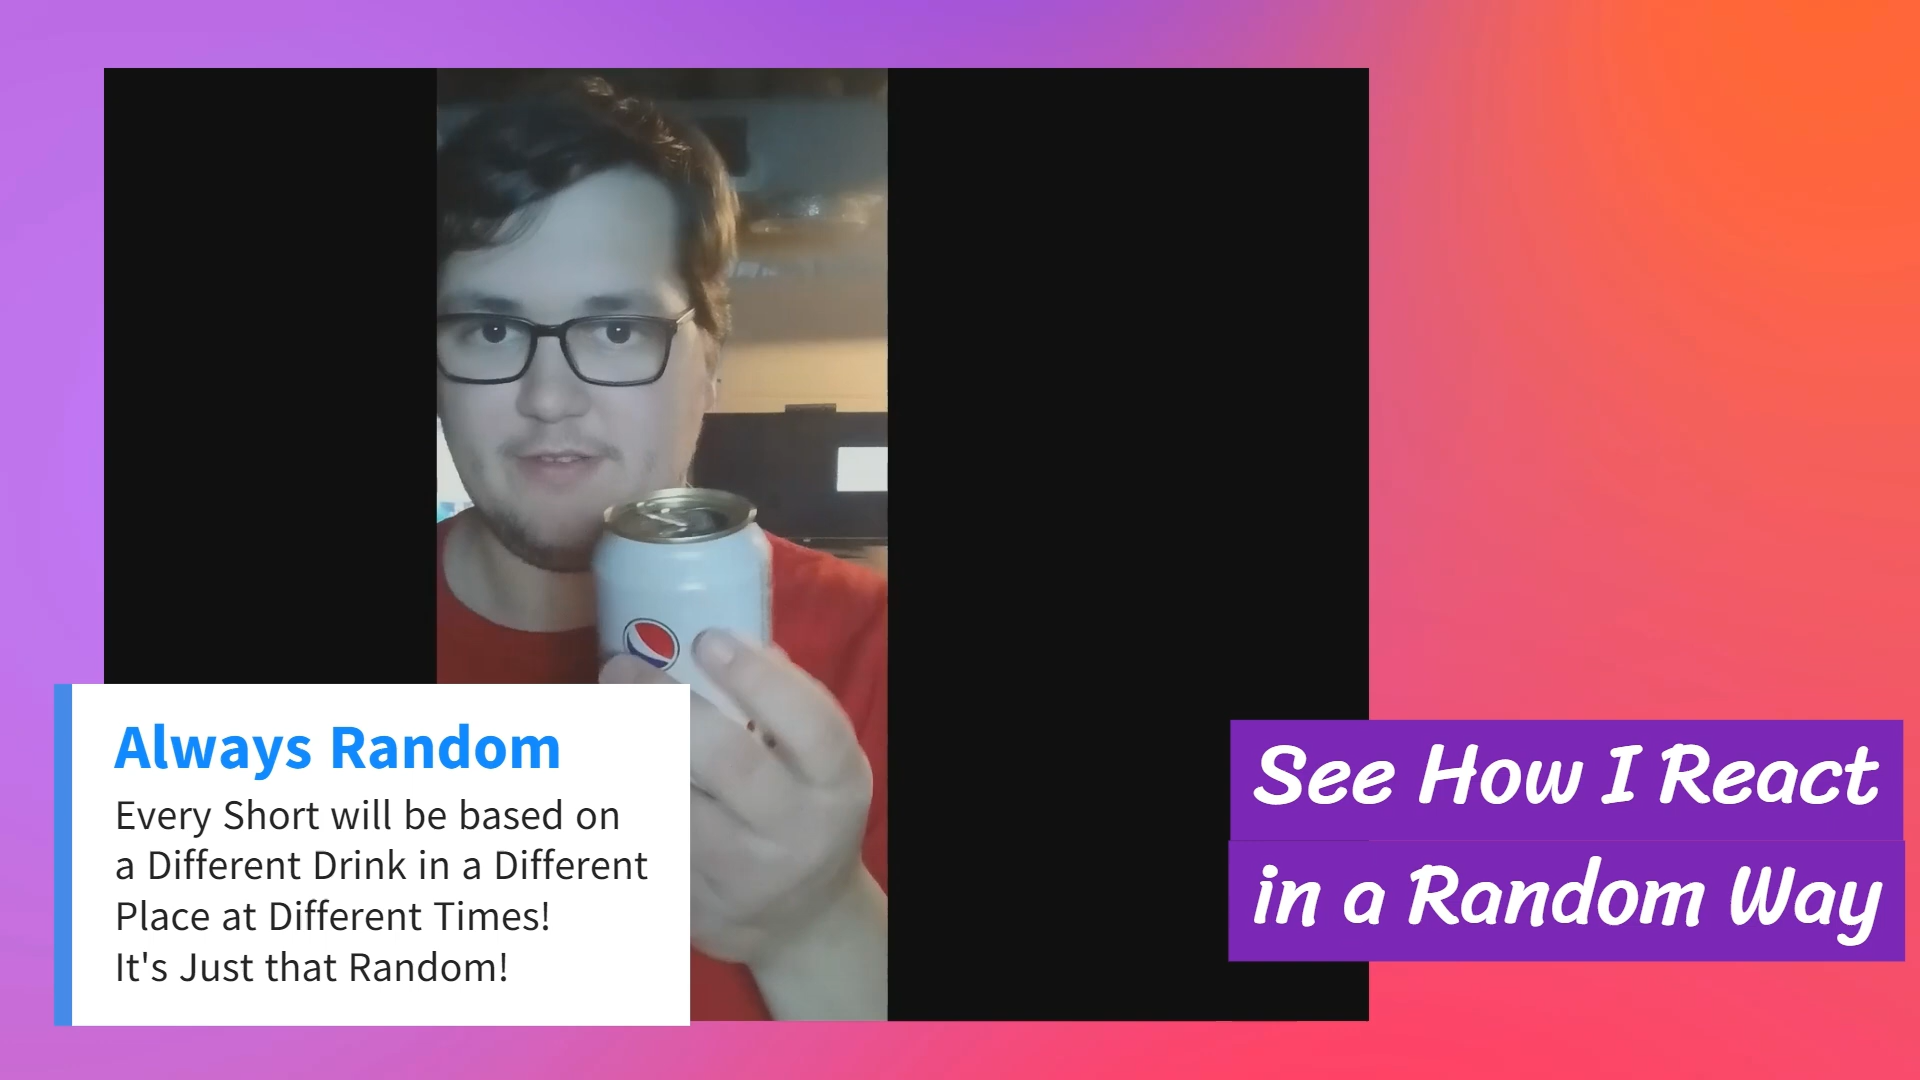 Always Random
Every Short will be based on
a Different Drink in a Different
Place at Different Times!
It's Just that Random!
See How I React
in a Random Way